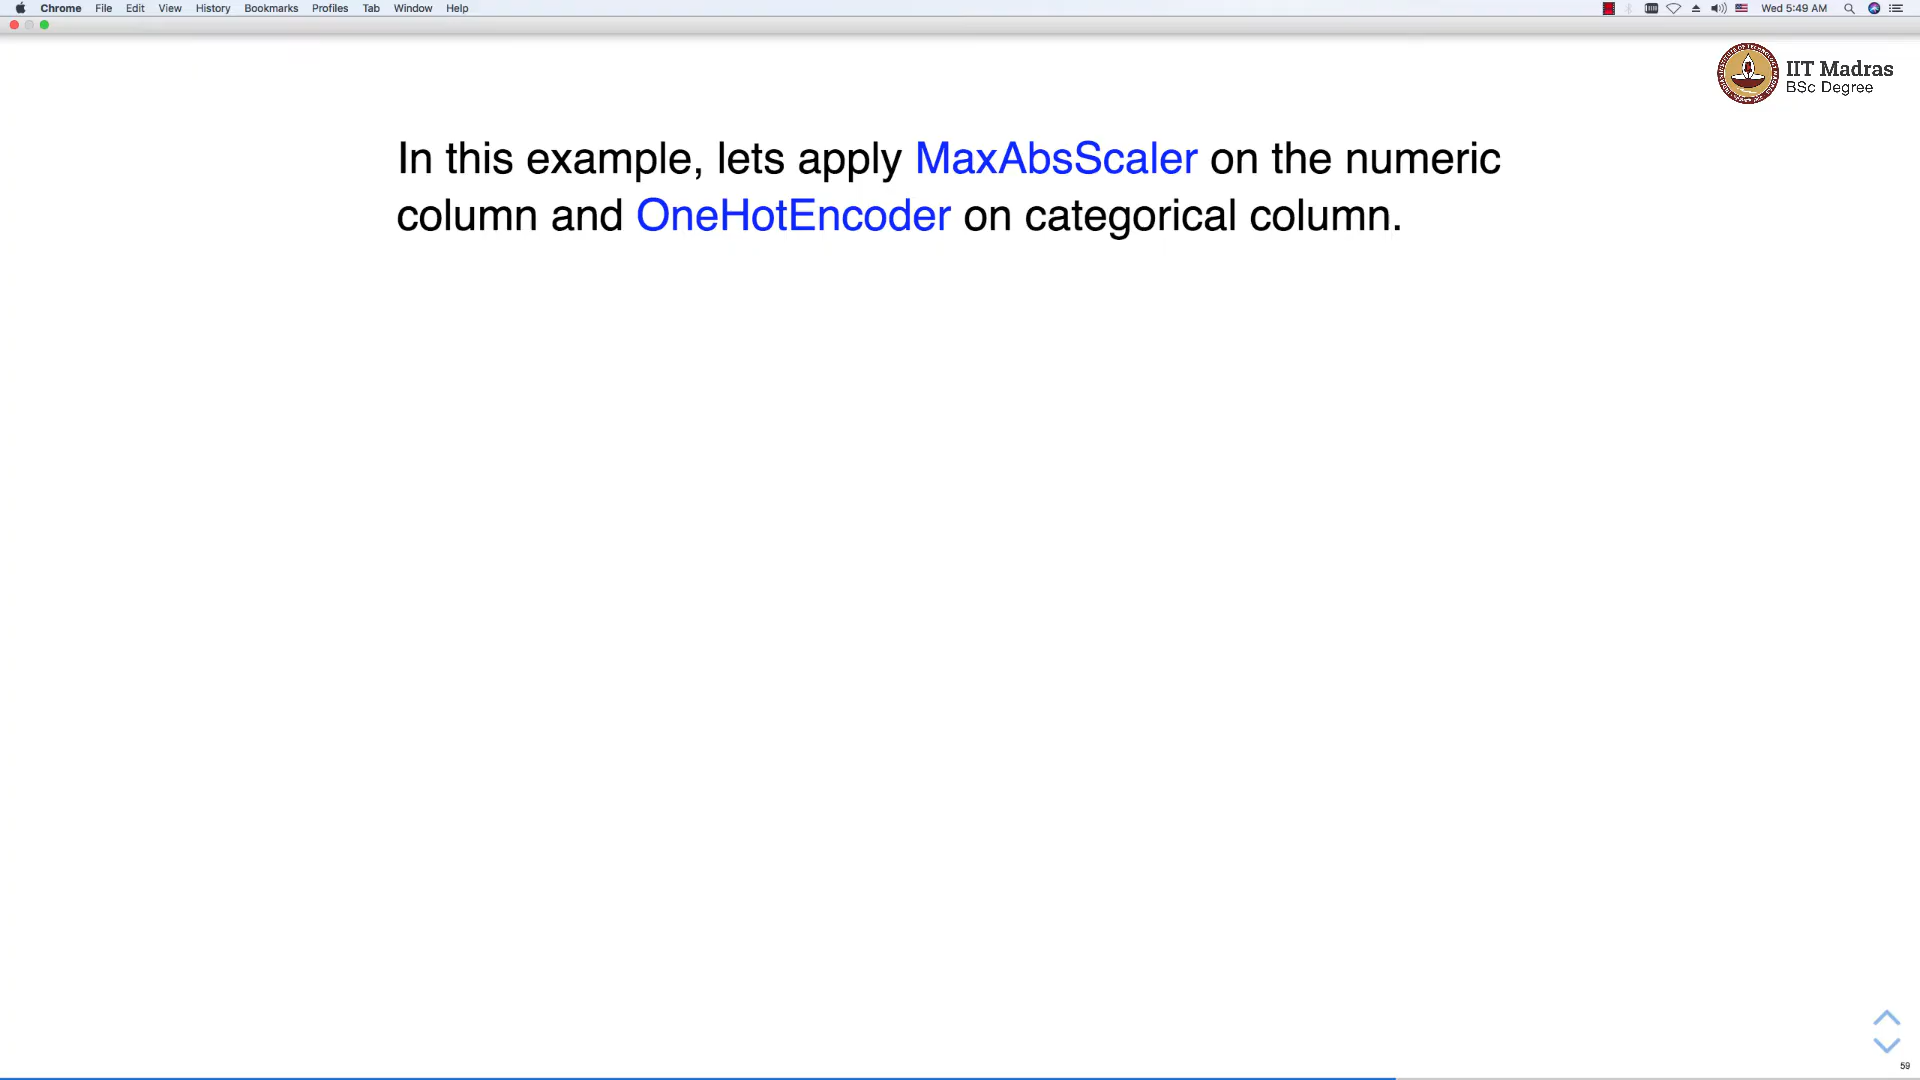 Chrome File Edit View History Bookmarks Profiles Tab Window Help Wed 5:49 AM
IIT Madras
BSc Degree
In this example, lets apply MaxAbsScaler on the numeric
column and OneHotEncoder on categorical column.
59